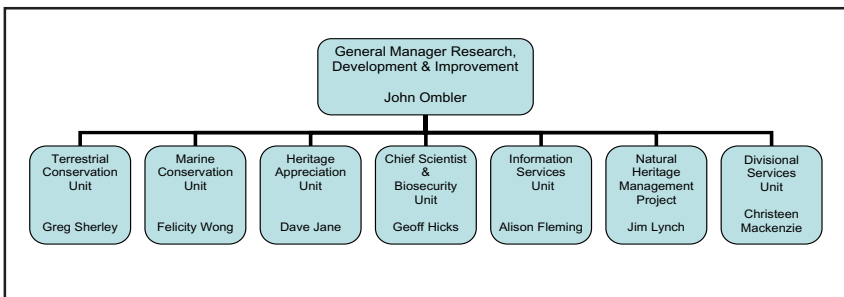 General Manager Research,
Development & Improvement
John Ombler
Terrestrial
Conservation
Unit
Greg Sherley
Marine
Conservation
Unit
Felicity Wong
Heritage
Appreciation
Unit
Dave Jane
Chief Scientist
&
Biosecurity
Unit
Geoff Hicks
Information
Services
Unit
Alison Fleming
Natural
Heritage
Management
Project
Jim Lynch
Divisional
Services
Unit
Christeen
Mackenzie